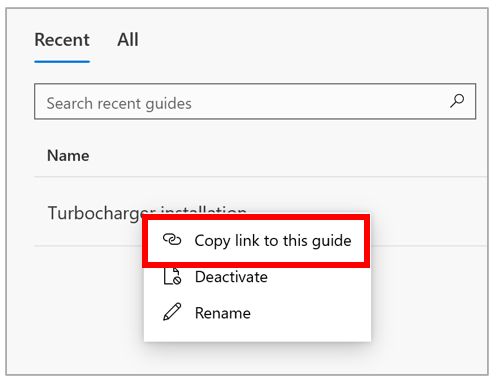 Recent All
Search recent guides
Name
Turbocharger installation
Copy link to this guide
Deactivate
Rename